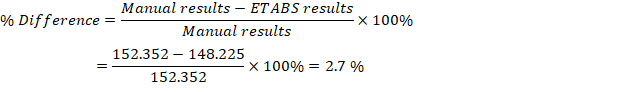 % Difference = (Manual results − ETABS results) / Manual results × 100%
= (152.352 − 148.225) / 152.352 × 100% = 2.7 %